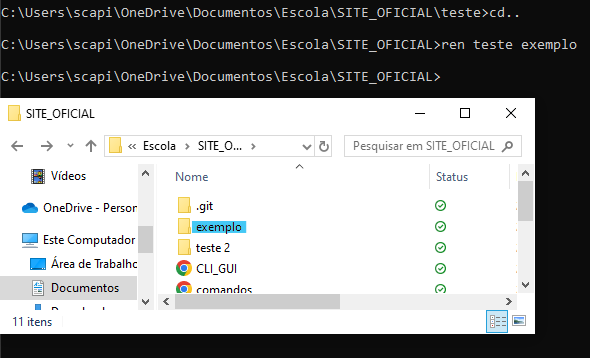 C:\Users\scapi\OneDrive\Documentos\Escola\SITE_OFICIAL\teste>cd..
C:\Users\scapi\OneDrive\Documentos\Escola\SITE_OFICIAL>ren teste exemplo
C:\Users\scapi\OneDrive\Documentos\Escola\SITE_OFICIAL>
SITE_OFICIAL
« Escola > SITE_O... >
Pesquisar em SITE_OFICIAL
Vídeos
OneDrive - Person
Este Computador
Área de Trabalho
Documentos
Nome Status
.git
exemplo
teste 2
CLI_GUI
comandos
11 itens